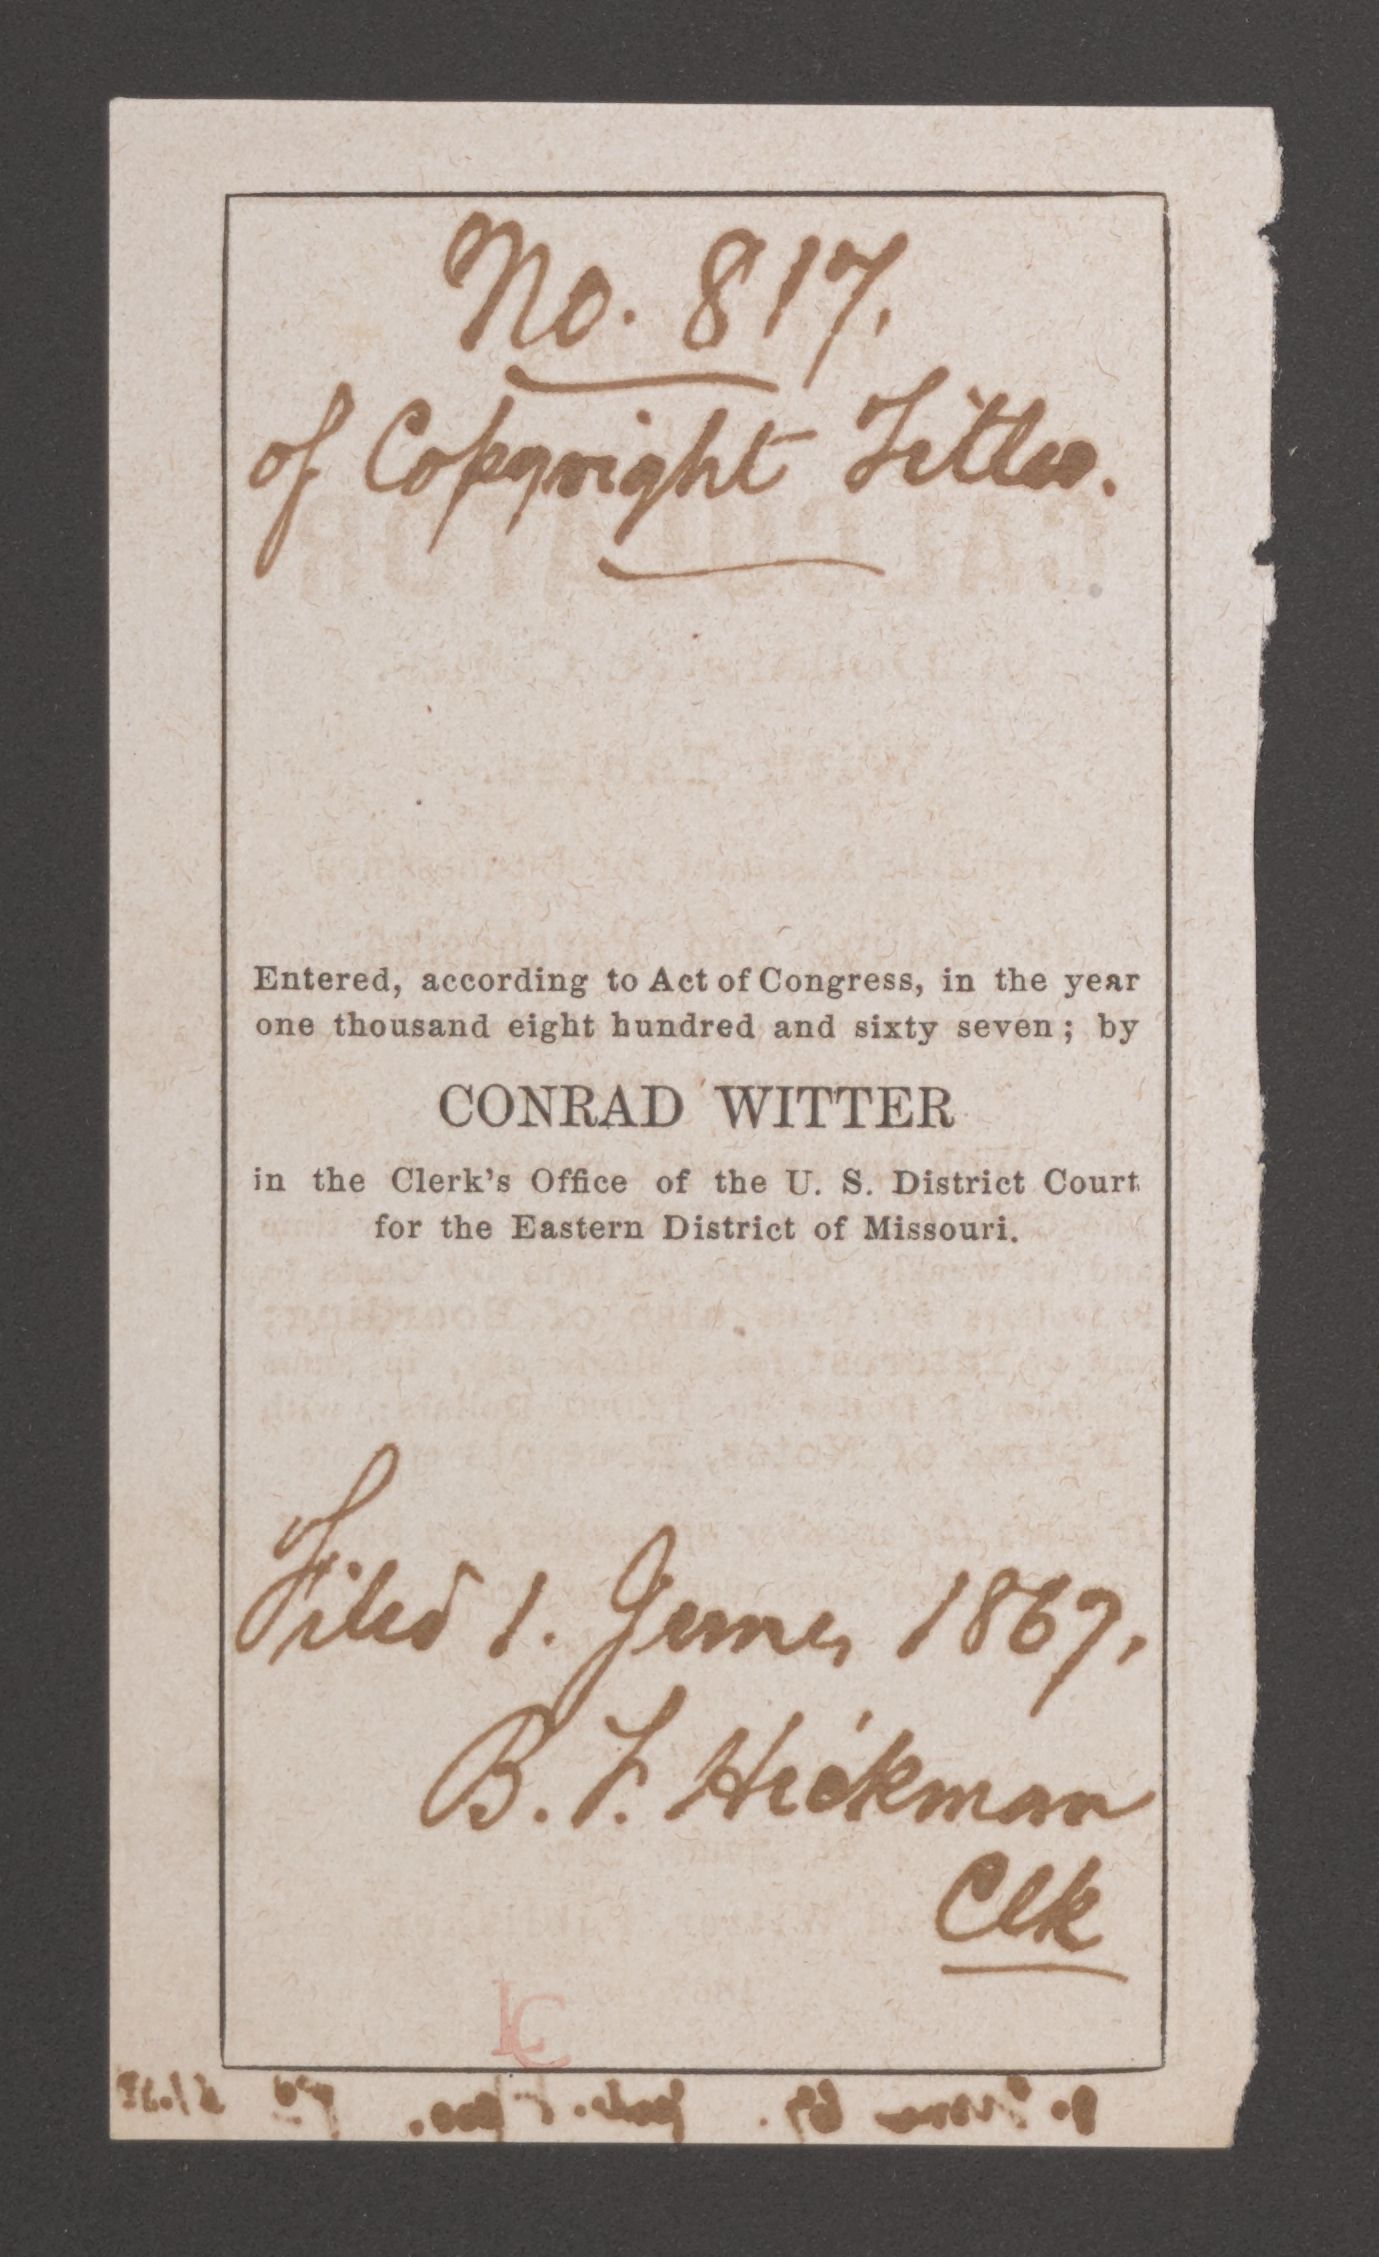 No. 817.
of Copyright Titles.
Entered, according to Act of Congress, in the year
one thousand eight hundred and sixty seven; by
CONRAD WITTER
in the Clerk's Office of the U. S. District Court
for the Eastern District of Missouri.
Filed 1. June, 1867.
B. F. Hickman
Clk
LC